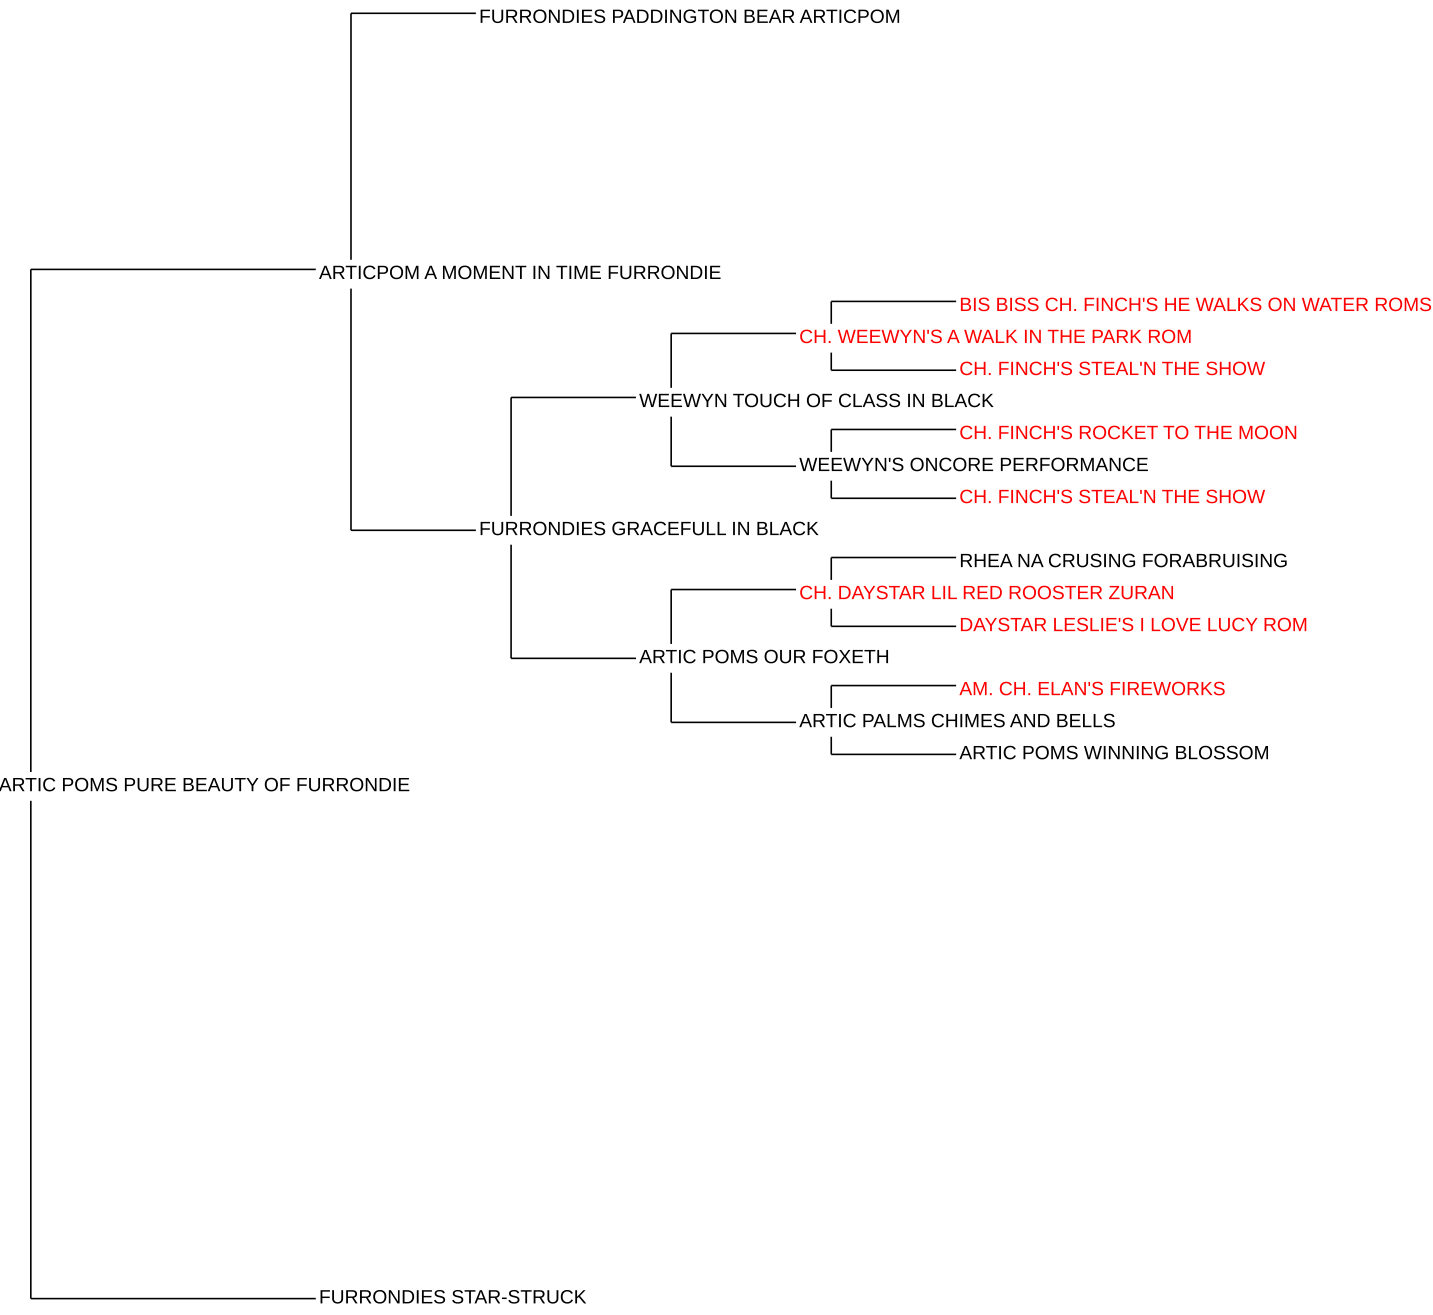 FURRONDIES PADDINGTON BEAR ARTICPOM
ARTICPOM A MOMENT IN TIME FURRONDIE
BIS BISS CH. FINCH'S HE WALKS ON WATER ROMS
CH. WEEWYN'S A WALK IN THE PARK ROM
CH. FINCH'S STEAL'N THE SHOW
WEEWYN TOUCH OF CLASS IN BLACK
CH. FINCH'S ROCKET TO THE MOON
WEEWYN'S ONCORE PERFORMANCE
CH. FINCH'S STEAL'N THE SHOW
FURRONDIES GRACEFULL IN BLACK
RHEA NA CRUSING FORABRUISING
CH. DAYSTAR LIL RED ROOSTER ZURAN
DAYSTAR LESLIE'S I LOVE LUCY ROM
ARTIC POMS OUR FOXETH
AM. CH. ELAN'S FIREWORKS
ARTIC PALMS CHIMES AND BELLS
ARTIC POMS WINNING BLOSSOM
ARTIC POMS PURE BEAUTY OF FURRONDIE
FURRONDIES STAR-STRUCK